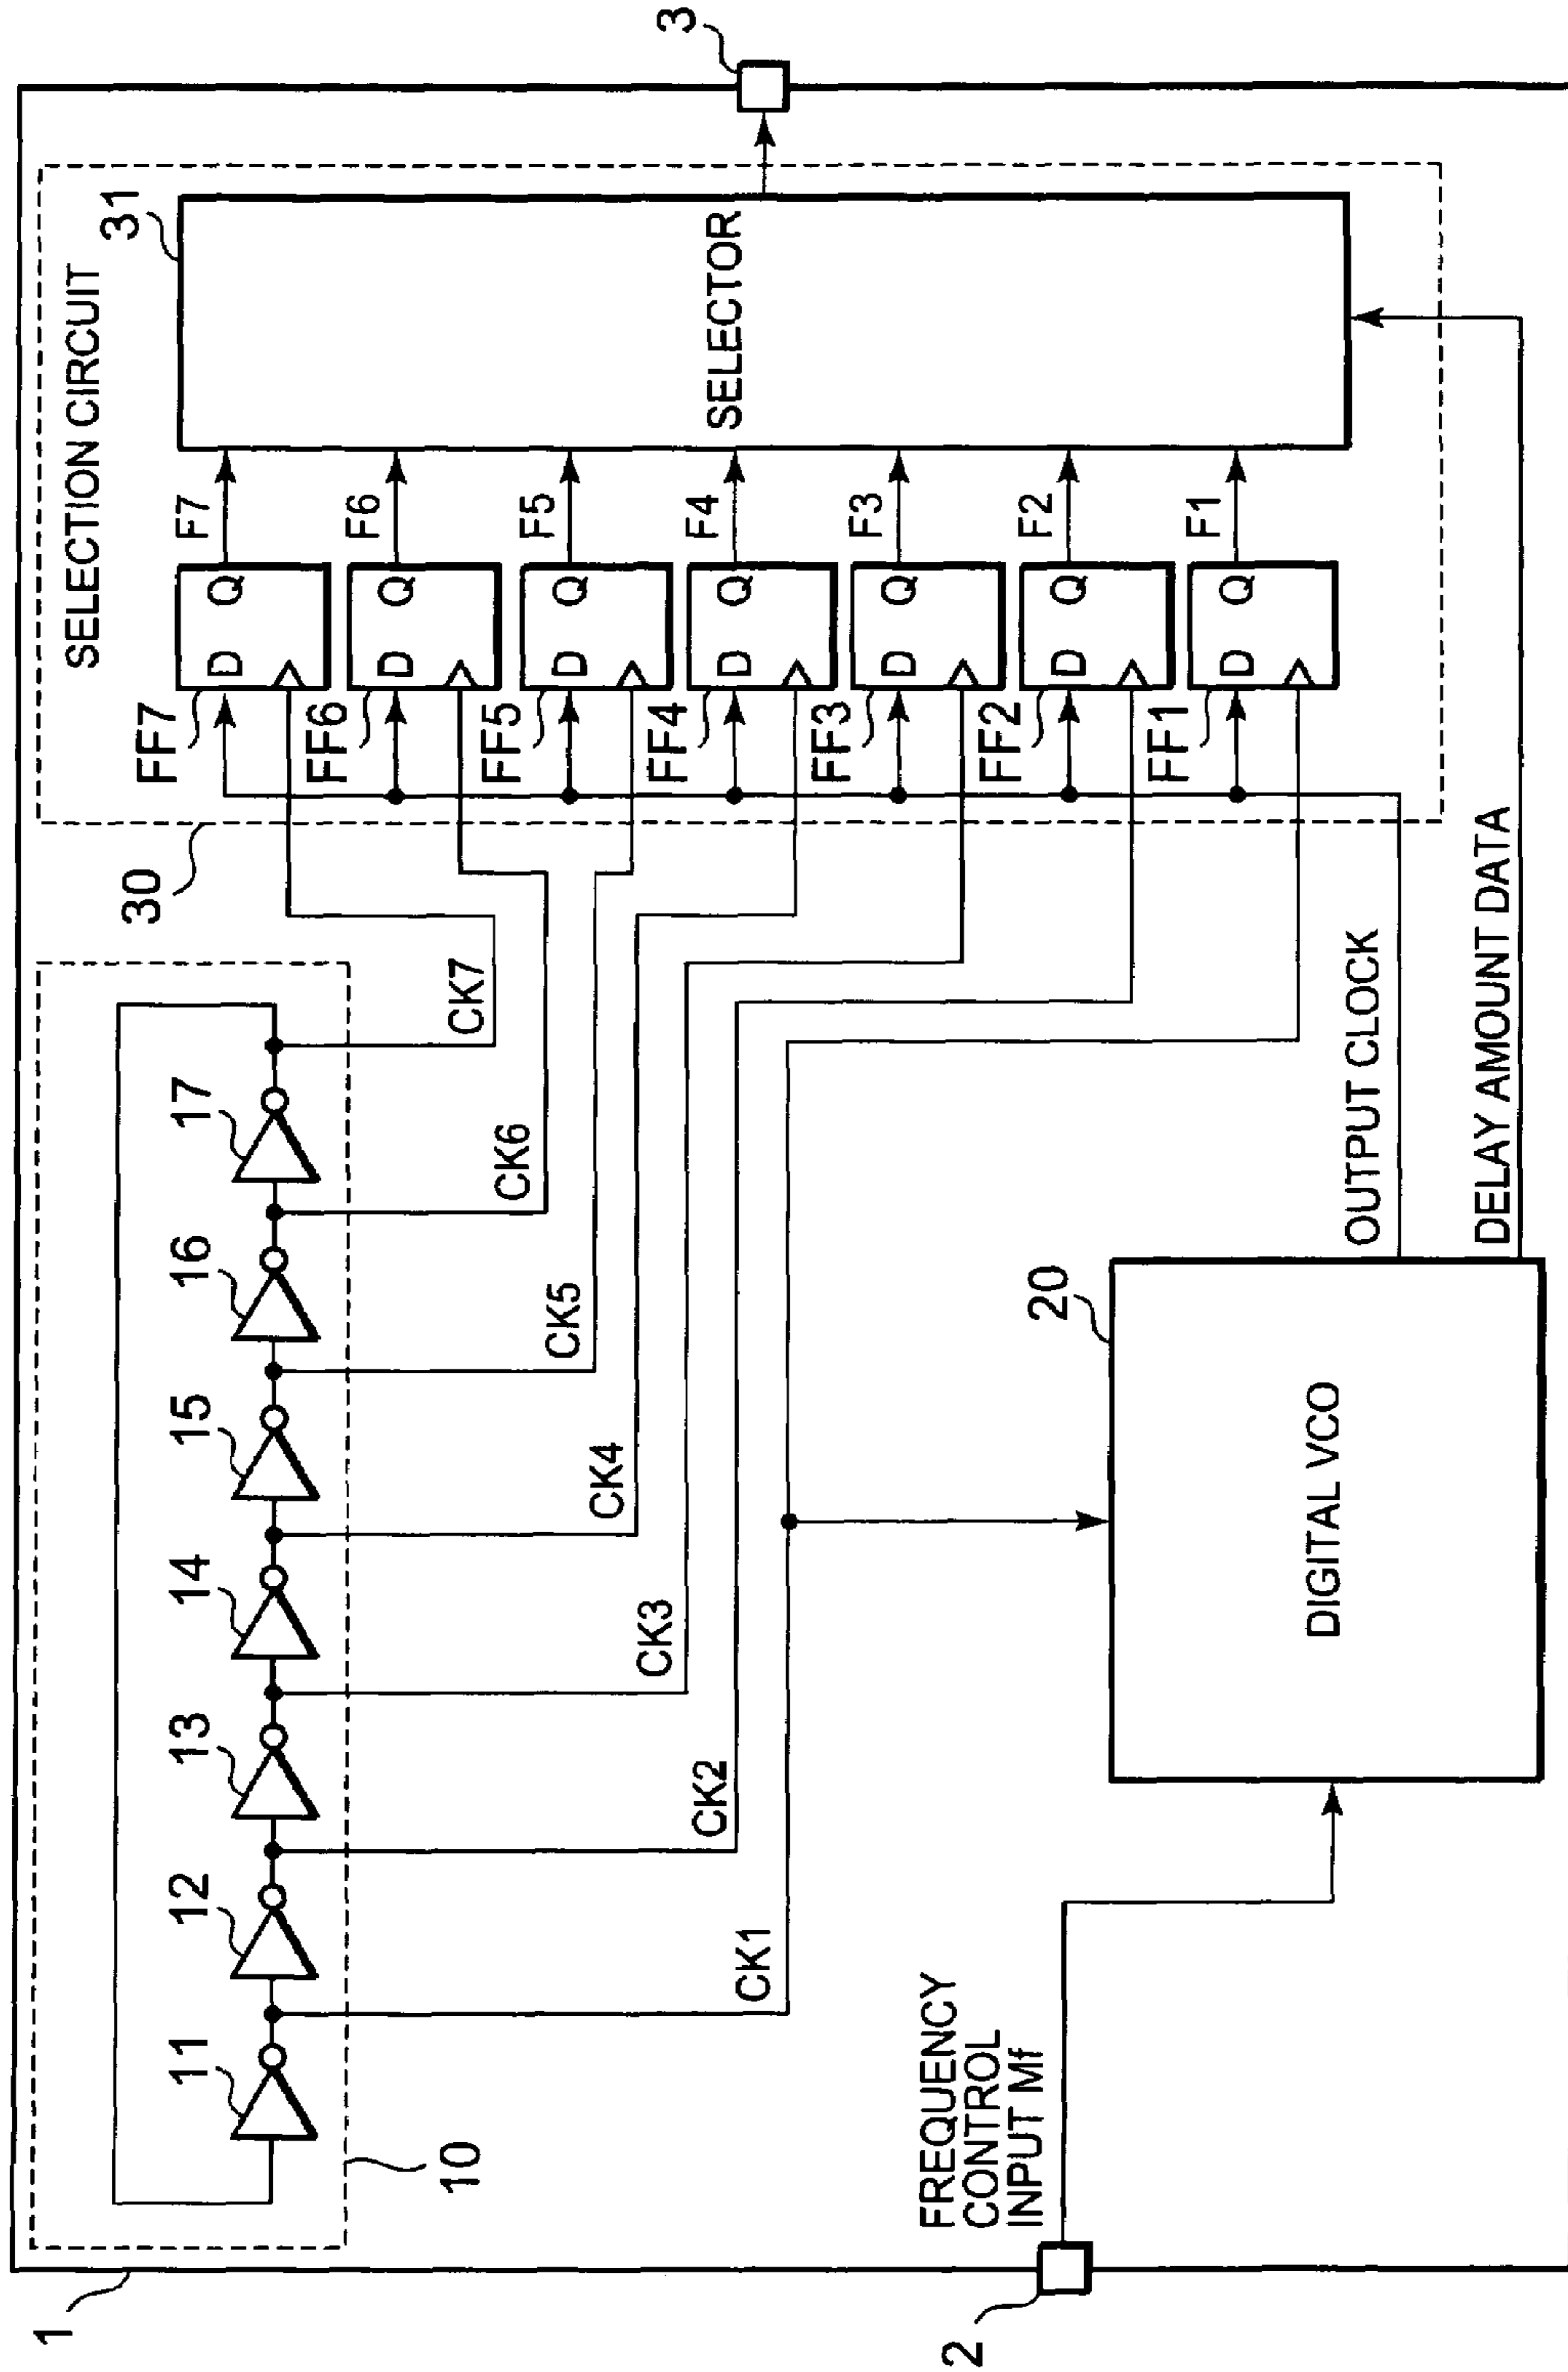 1
10
11
12
13
14
15
16
17
CK1
CK2
CK3
CK4
CK5
CK6
CK7
30
SELECTION CIRCUIT
FF7
D Q
F7
FF6
D Q
F6
FF5
D Q
F5
FF4
D Q
F4
FF3
D Q
F3
FF2
D Q
F2
FF1
D Q
F1
31
SELECTOR
3
2
FREQUENCY
CONTROL
INPUT Mf
20
DIGITAL VCO
OUTPUT CLOCK
DELAY AMOUNT DATA